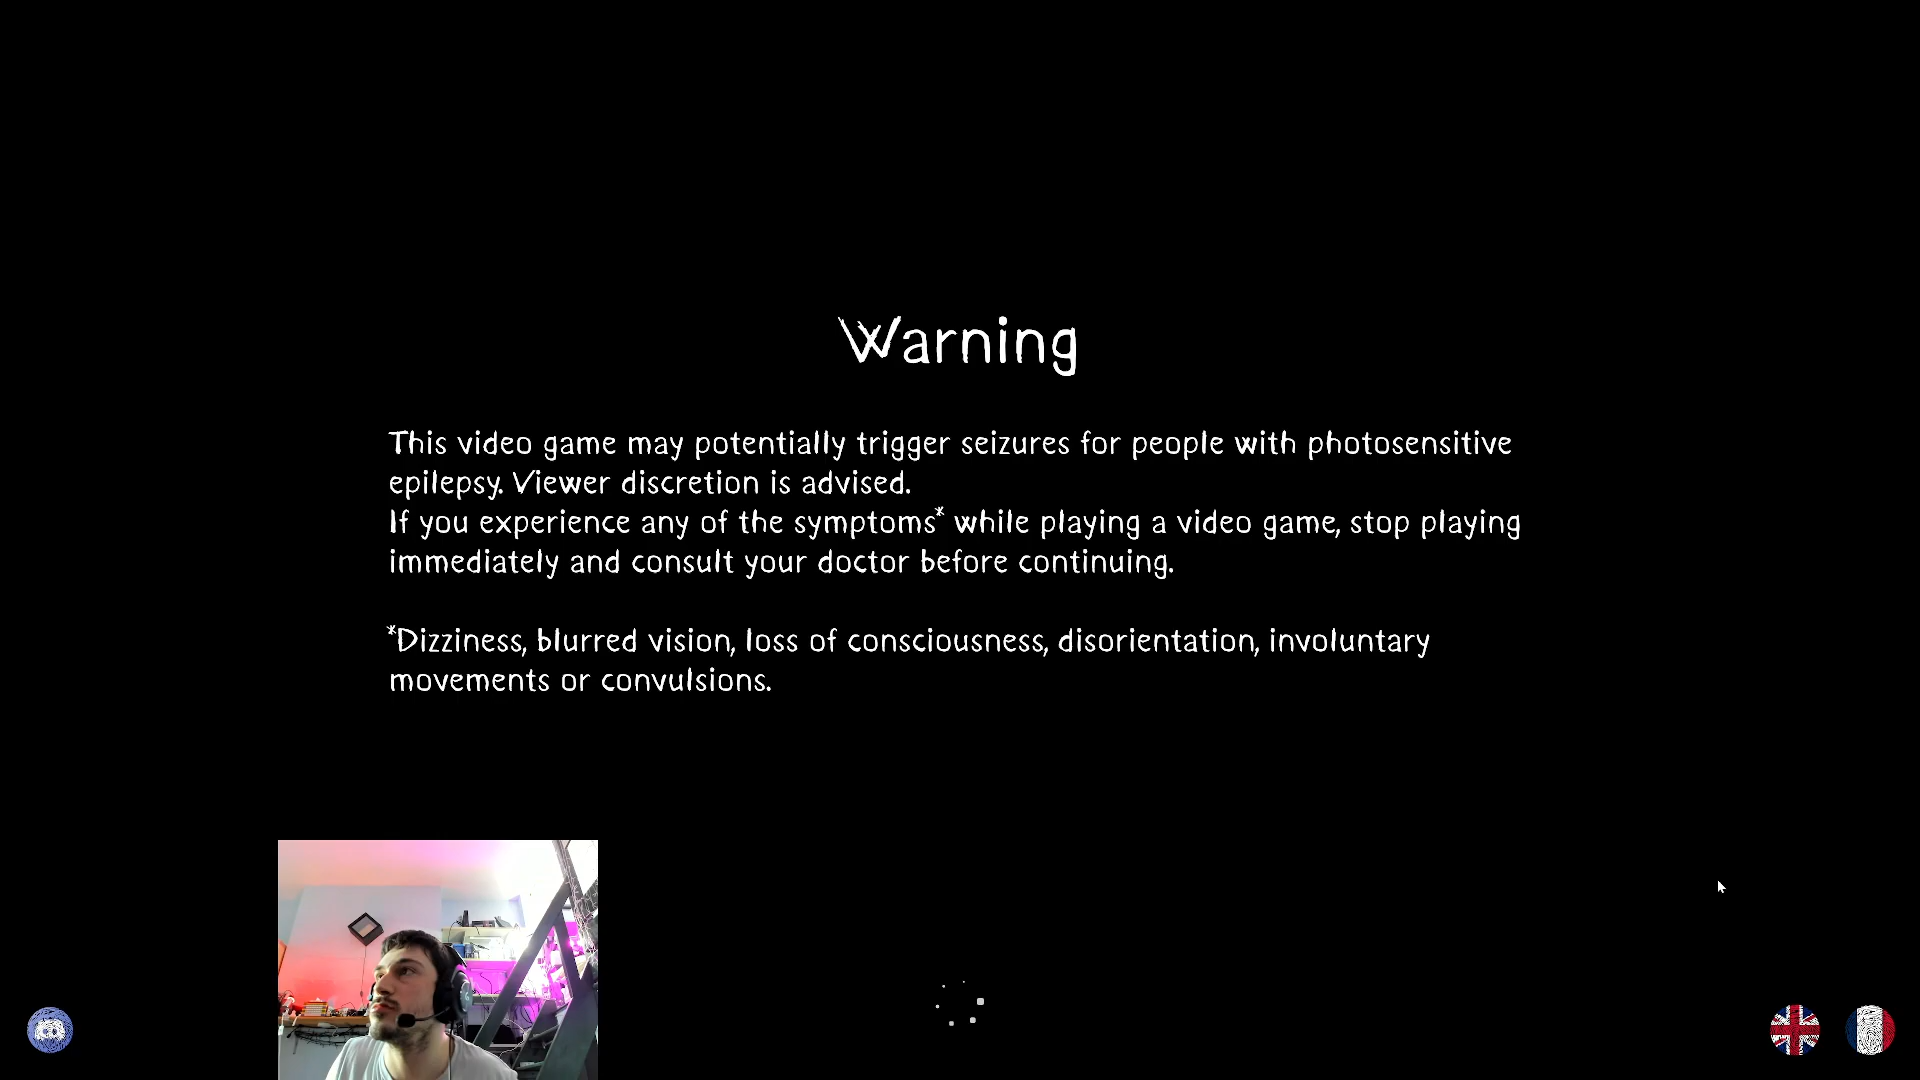 Warning
This video game may potentially trigger seizures for people with photosensitive
epilepsy. Viewer discretion is advised.
If you experience any of the symptoms* while playing a video game, stop playing
immediately and consult your doctor before continuing.
*Dizziness, blurred vision, loss of consciousness, disorientation, involuntary
movements or convulsions.